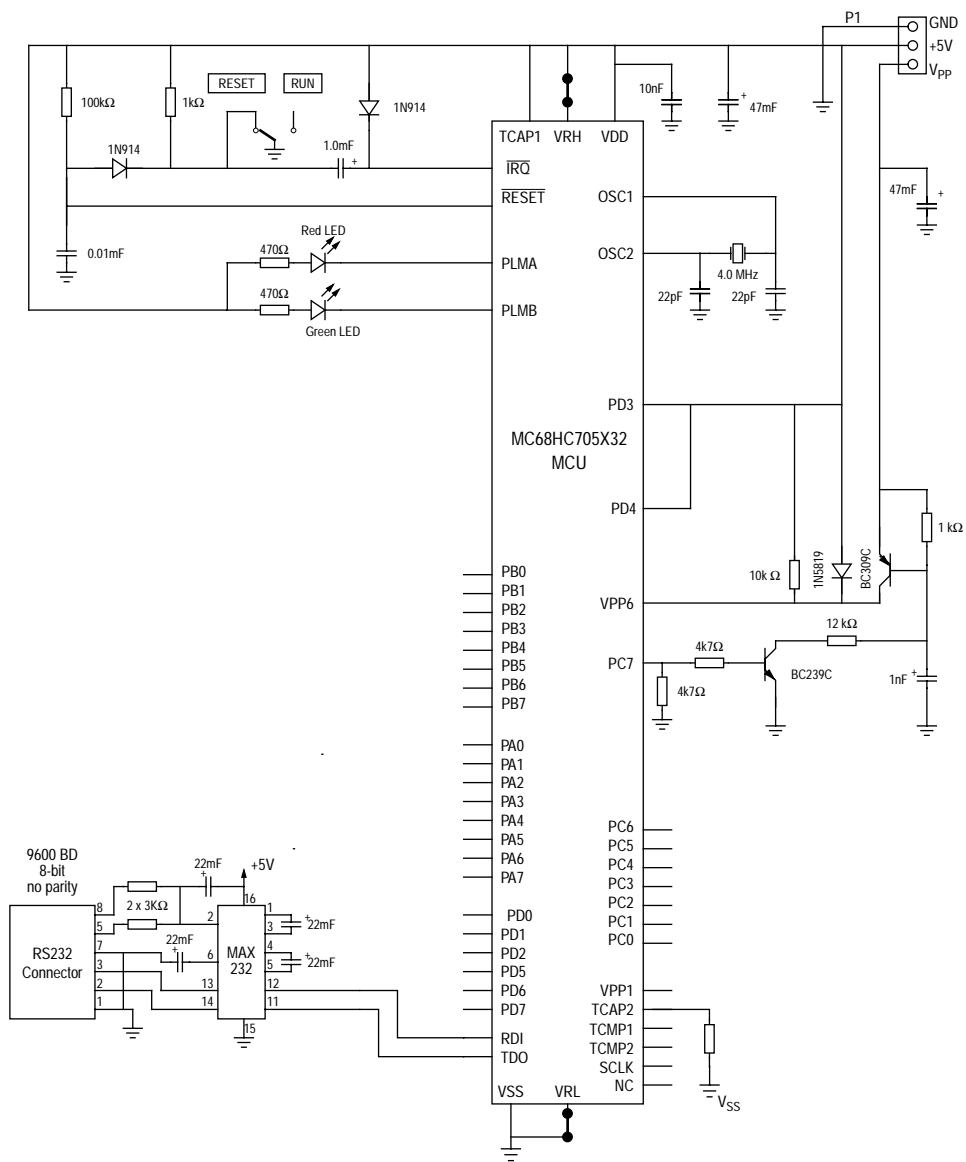 P1
GND
+5V
VPP
100kΩ
1kΩ
RESET
RUN
1N914
10nF
+
47mF
1N914
1.0mF
+
TCAP1
VRH
VDD
IRQ
RESET
OSC1
47mF
+
0.01mF
Red LED
470Ω
PLMA
OSC2
4.0 MHz
22pF
22pF
470Ω
PLMB
Green LED
PD3
MC68HC705X32
MCU
PD4
1 kΩ
10k Ω
1N5819
BC309C
PB0
PB1
PB2
PB3
PB4
PB5
PB6
PB7
VPP6
12 kΩ
PC7
4k7Ω
BC239C
4k7Ω
1nF
+
PA0
PA1
PA2
PA3
PA4
PA5
PA6
PA7
PC6
PC5
PC4
PC3
PC2
PC1
PC0
9600 BD
8-bit
no parity
22mF
+
+5V
16
8
2 x 3KΩ
5
2
1
+
22mF
3
7
22mF
+
6
4
+
22mF
5
RS232
Connector
MAX
232
3
13
12
2
14
11
1
15
PD0
PD1
PD2
PD5
PD6
PD7
RDI
TDO
VPP1
TCAP2
TCMP1
TCMP2
SCLK
NC
VSS
VSS
VRL